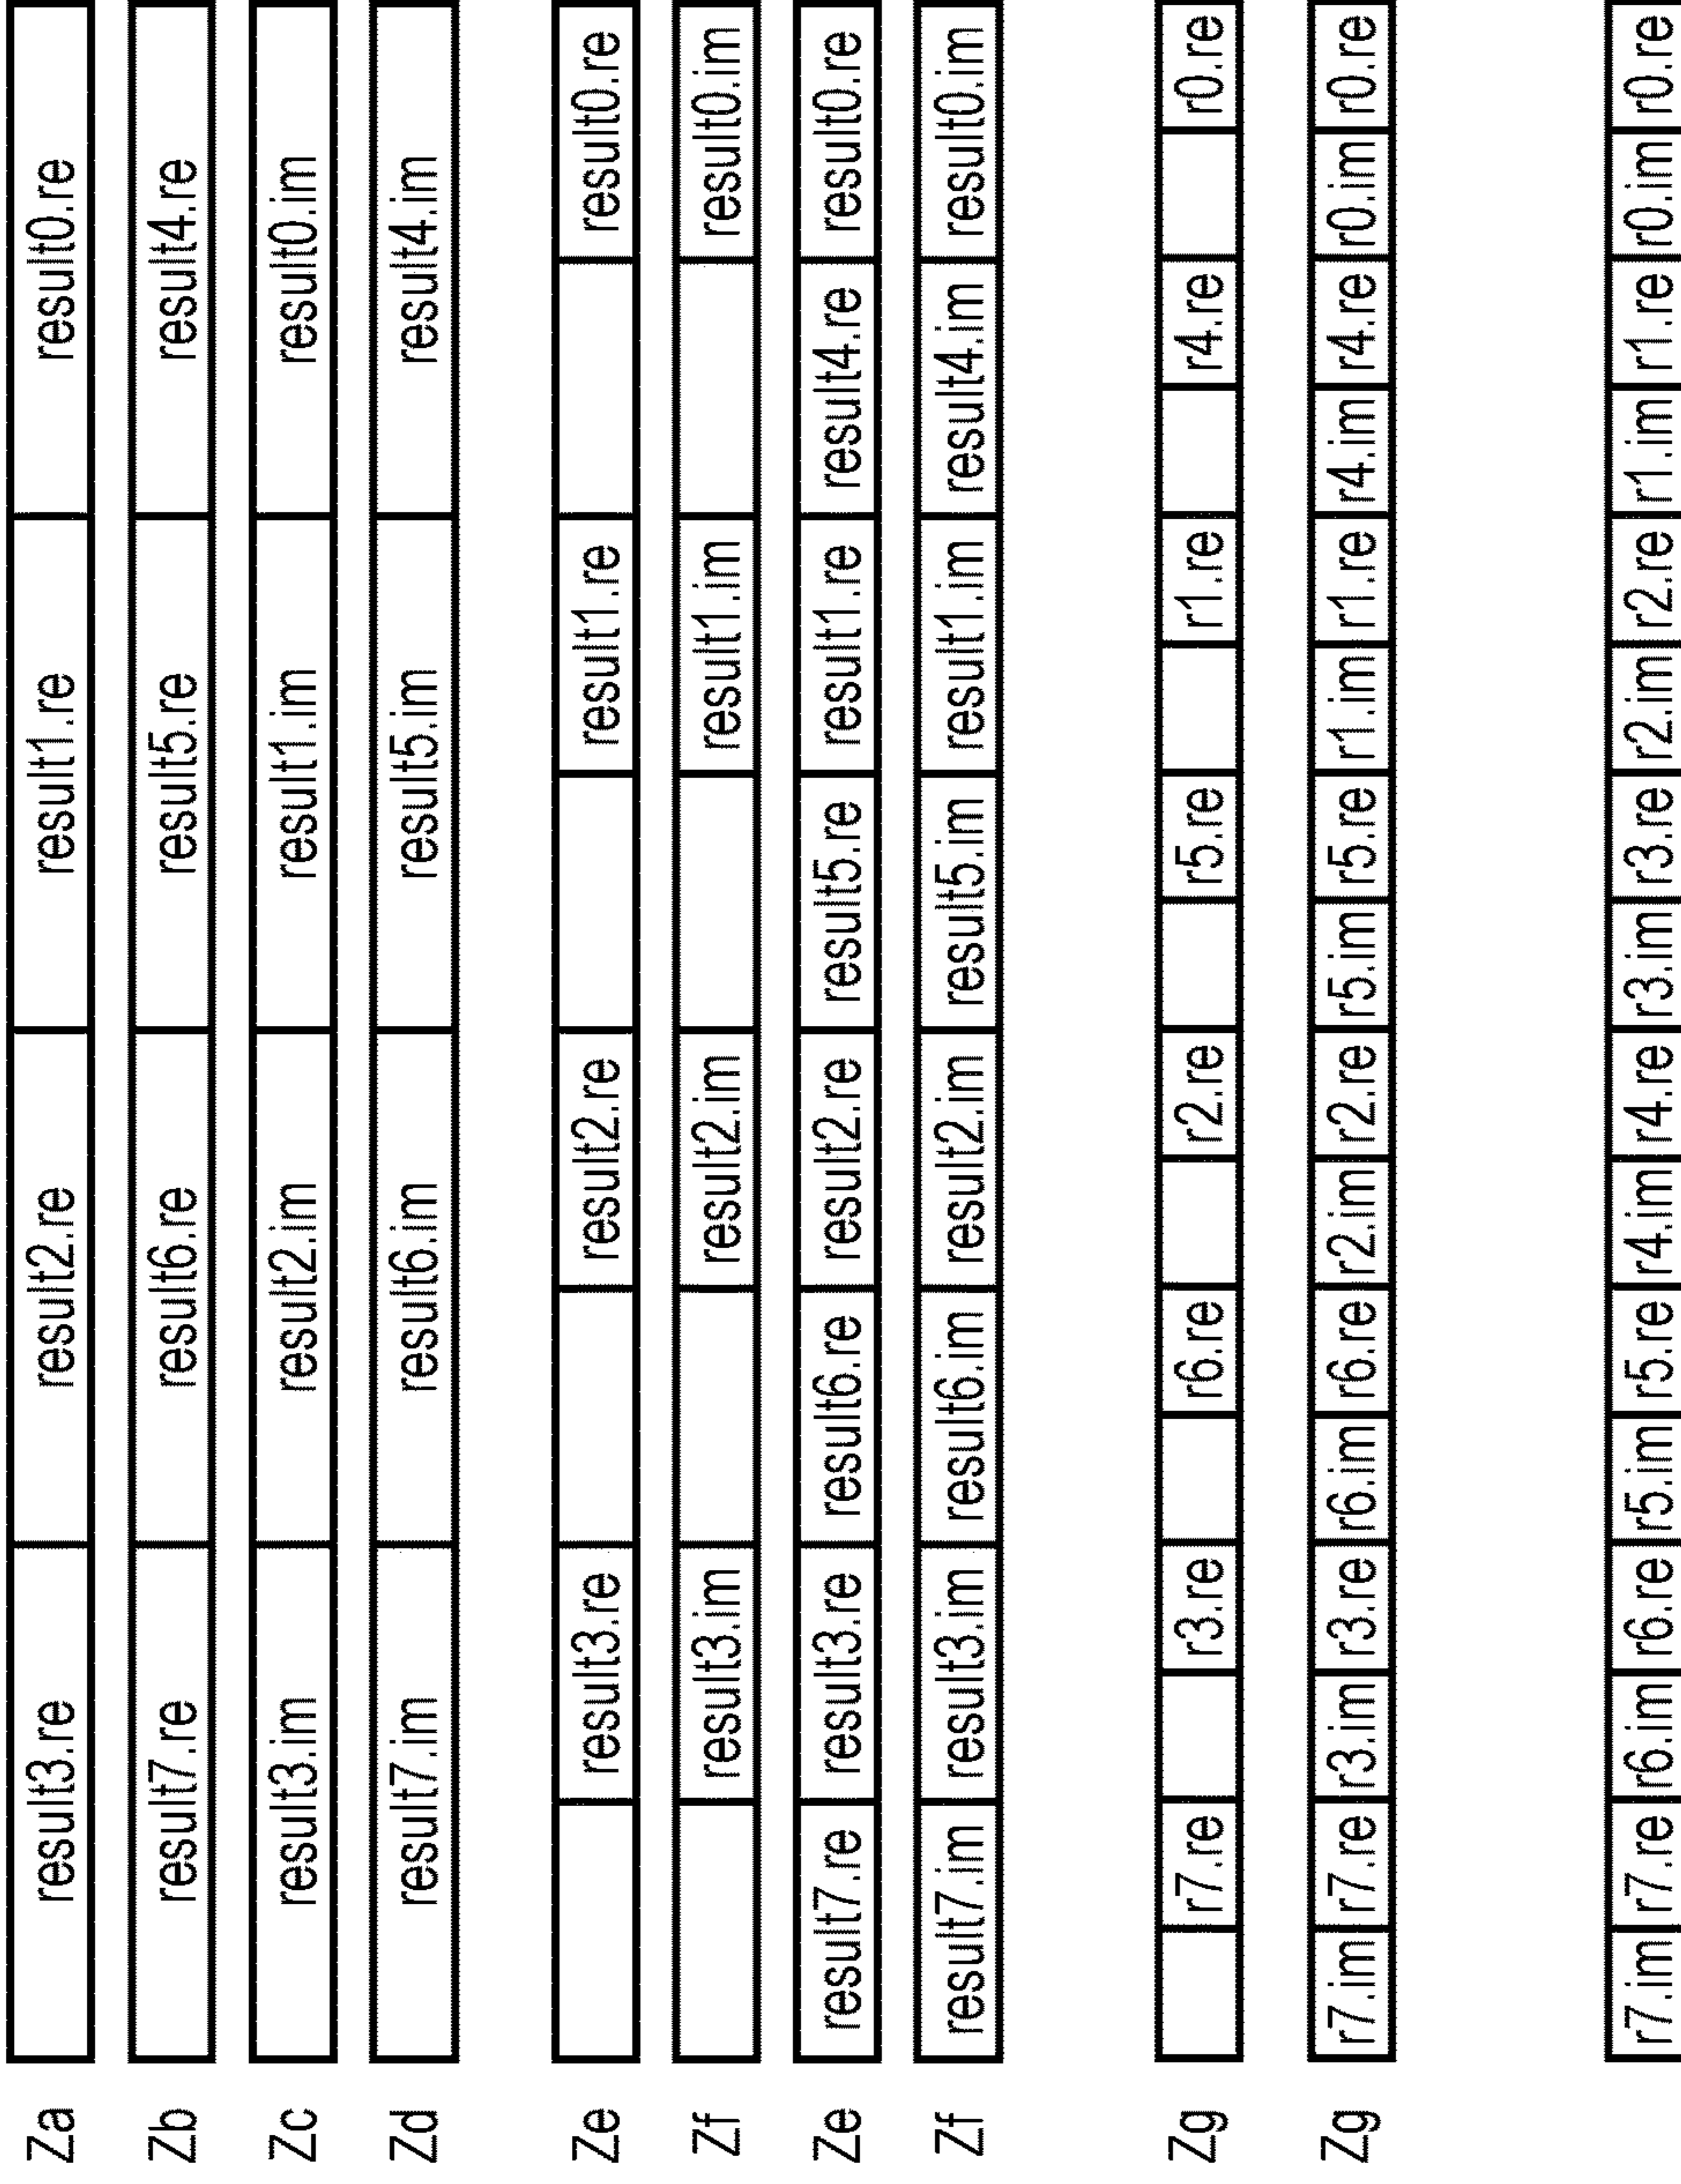 Za result3.re result2.re result1.re result0.re
Zb result7.re result6.re result5.re result4.re
Zc result3.im result2.im result1.im result0.im
Zd result7.im result6.im result5.im result4.im
Ze result3.re result2.re result1.re result0.re
Zf result3.im result2.im result1.im result0.im
Ze result7.re result3.re result6.re result2.re result5.re result1.re result4.re result0.re
Zf result7.im result3.im result6.im result2.im result5.im result1.im result4.im result0.im
Zg r7.re r3.re r6.re r2.re r5.re r1.re r4.re r0.re
Zg r7.im r7.re r3.im r3.re r6.im r6.re r2.im r2.re r5.im r5.re r1.im r1.re r4.im r4.re r0.im r0.re
r7.im r7.re r6.im r6.re r5.im r5.re r4.im r4.re r3.im r3.re r2.im r2.re r1.im r1.re r0.im r0.re